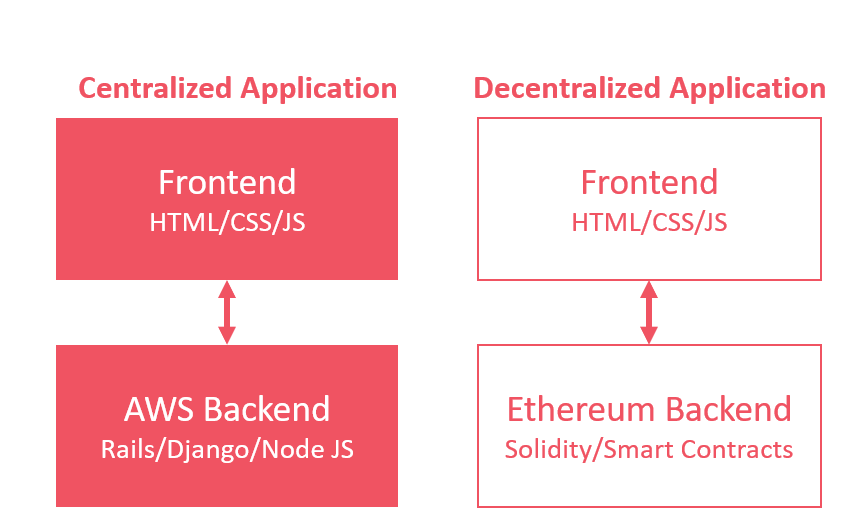 Centralized Application
Frontend
HTML/CSS/JS
AWS Backend
Rails/Django/Node JS
Decentralized Application
Frontend
HTML/CSS/JS
Ethereum Backend
Solidity/Smart Contracts